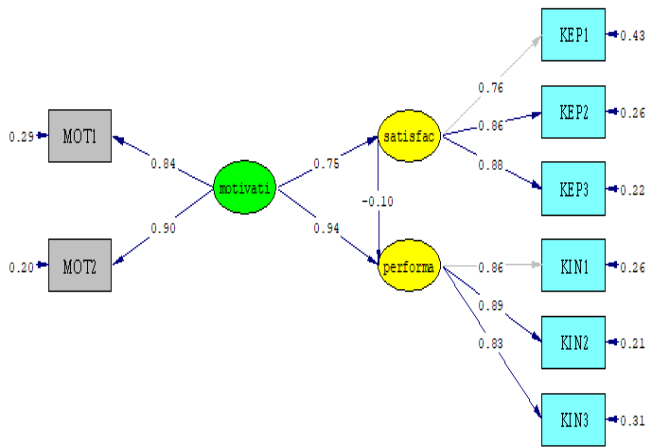 KEP1
0.43
0.76
0.29
MOT1
satisfac
KEP2
0.26
0.86
0.84
0.75
0.88
KEP3
0.22
motivati
-0.10
0.90
0.94
0.20
MOT2
performa
0.86
KIN1
0.26
0.89
0.83
KIN2
0.21
KIN3
0.31